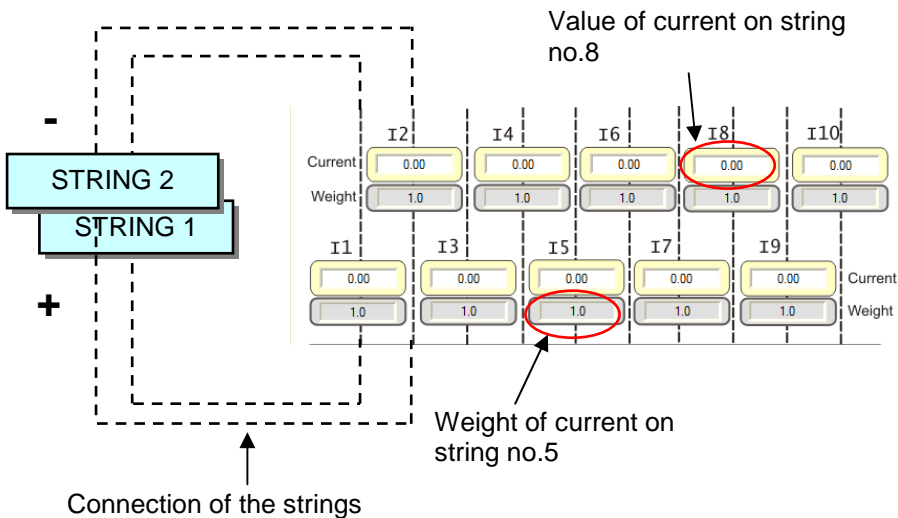 Value of current on string
no.8
-
I2 I4 I6 I8 I10
Current 0.00 0.00 0.00 0.00 0.00
Weight 1.0 1.0 1.0 1.0 1.0
STRING 2
STRING 1
I1 I3 I5 I7 I9
0.00 0.00 0.00 0.00 0.00 Current
1.0 1.0 1.0 1.0 1.0 Weight
+
Weight of current on
string no.5
Connection of the strings